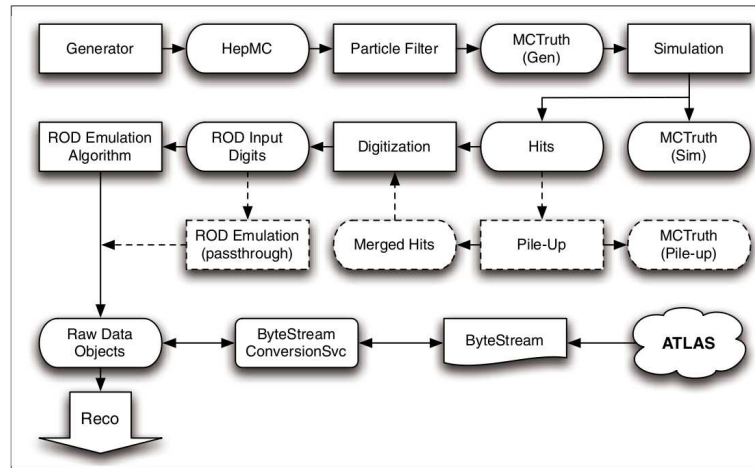 Generator
HepMC
Particle Filter
MCTruth
(Gen)
Simulation
ROD Emulation
Algorithm
ROD Input
Digits
Digitization
Hits
MCTruth
(Sim)
ROD Emulation
(passthrough)
Merged Hits
Pile-Up
MCTruth
(Pile-up)
Raw Data
Objects
ByteStream
ConversionSvc
ByteStream
ATLAS
Reco